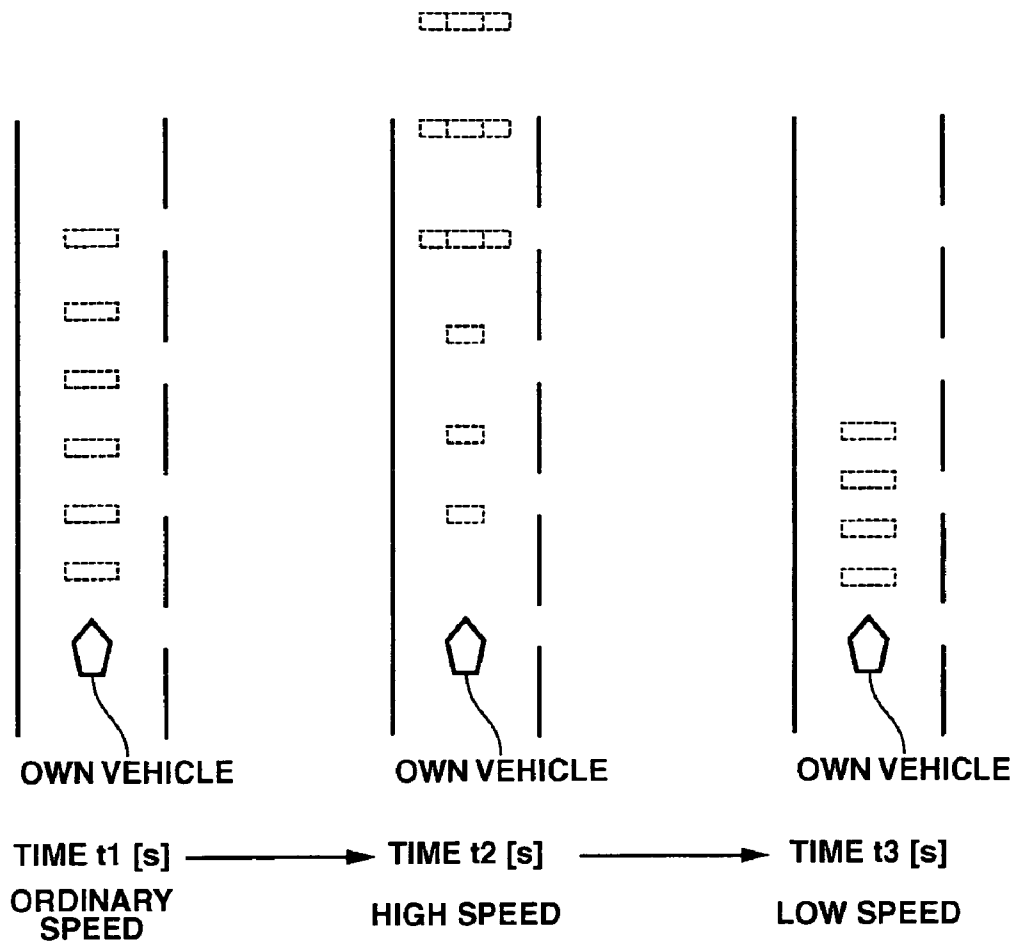 OWN VEHICLE
OWN VEHICLE
OWN VEHICLE
TIME t1 [s]
TIME t2 [s]
TIME t3 [s]
ORDINARY
SPEED
HIGH SPEED
LOW SPEED